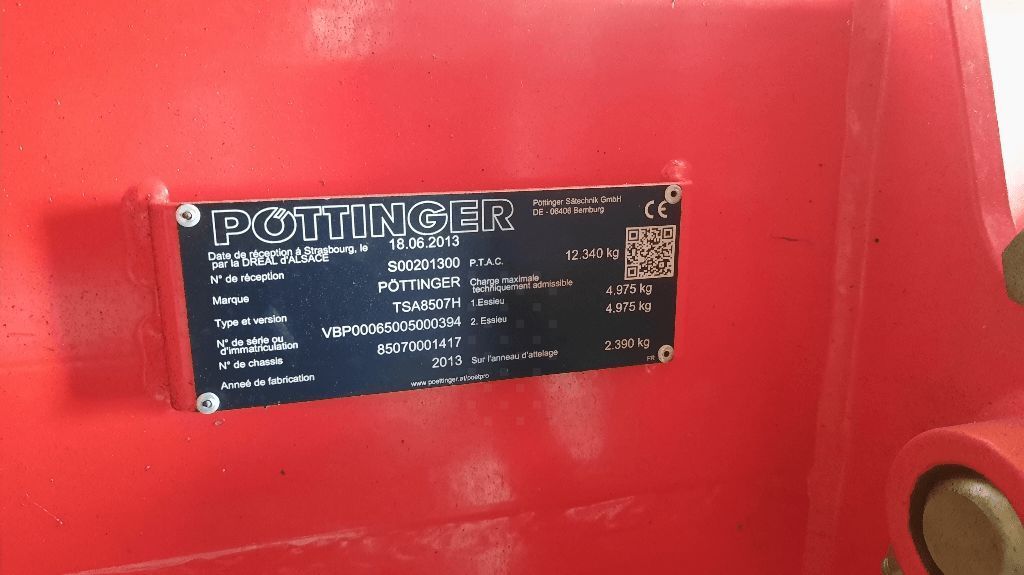 PÖTTINGER
Pöttinger Sätechnik GmbH
DE - 06406 Bernburg
CE
Date de réception à Strasbourg, le
par la DREAL d'ALSACE
18.06.2013
N° de réception
S00201300
P.T.A.C.
12.340 kg
Marque
PÖTTINGER
Charge maximale
techniquement admissible
Type et version
TSA8507H
1.Essieu
4.975 kg
N° de série ou
d'immatriculation
VBP00065005000394
2. Essieu
4.975 kg
N° de chassis
85070001417
Anneé de fabrication
2013
Sur l'anneau d'attelage
2.390 kg
www.poettinger.at/poetpro
FR